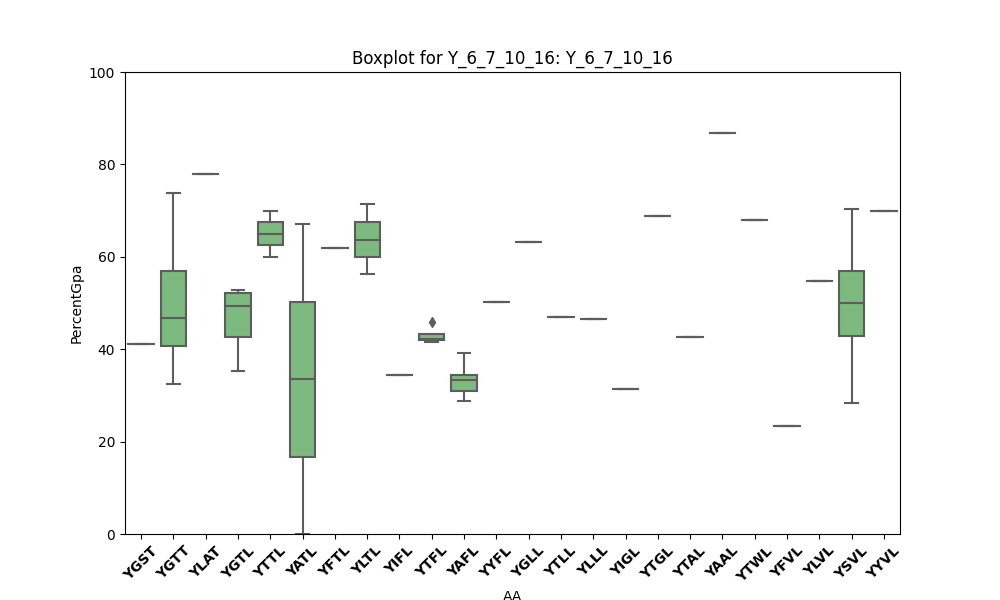 Boxplot for Y_6_7_10_16: Y_6_7_10_16
100
80
60
40
20
0
PercentGpa
YGST YGTT YLAT YGTL YTTL YATL YFTL YLTL YIFL YTFL YAFL YYFL YGLL YTLL YLLL YIGL YTGL YTAL YAAL YTWL YFVL YLVL YSVL YYVL
AA